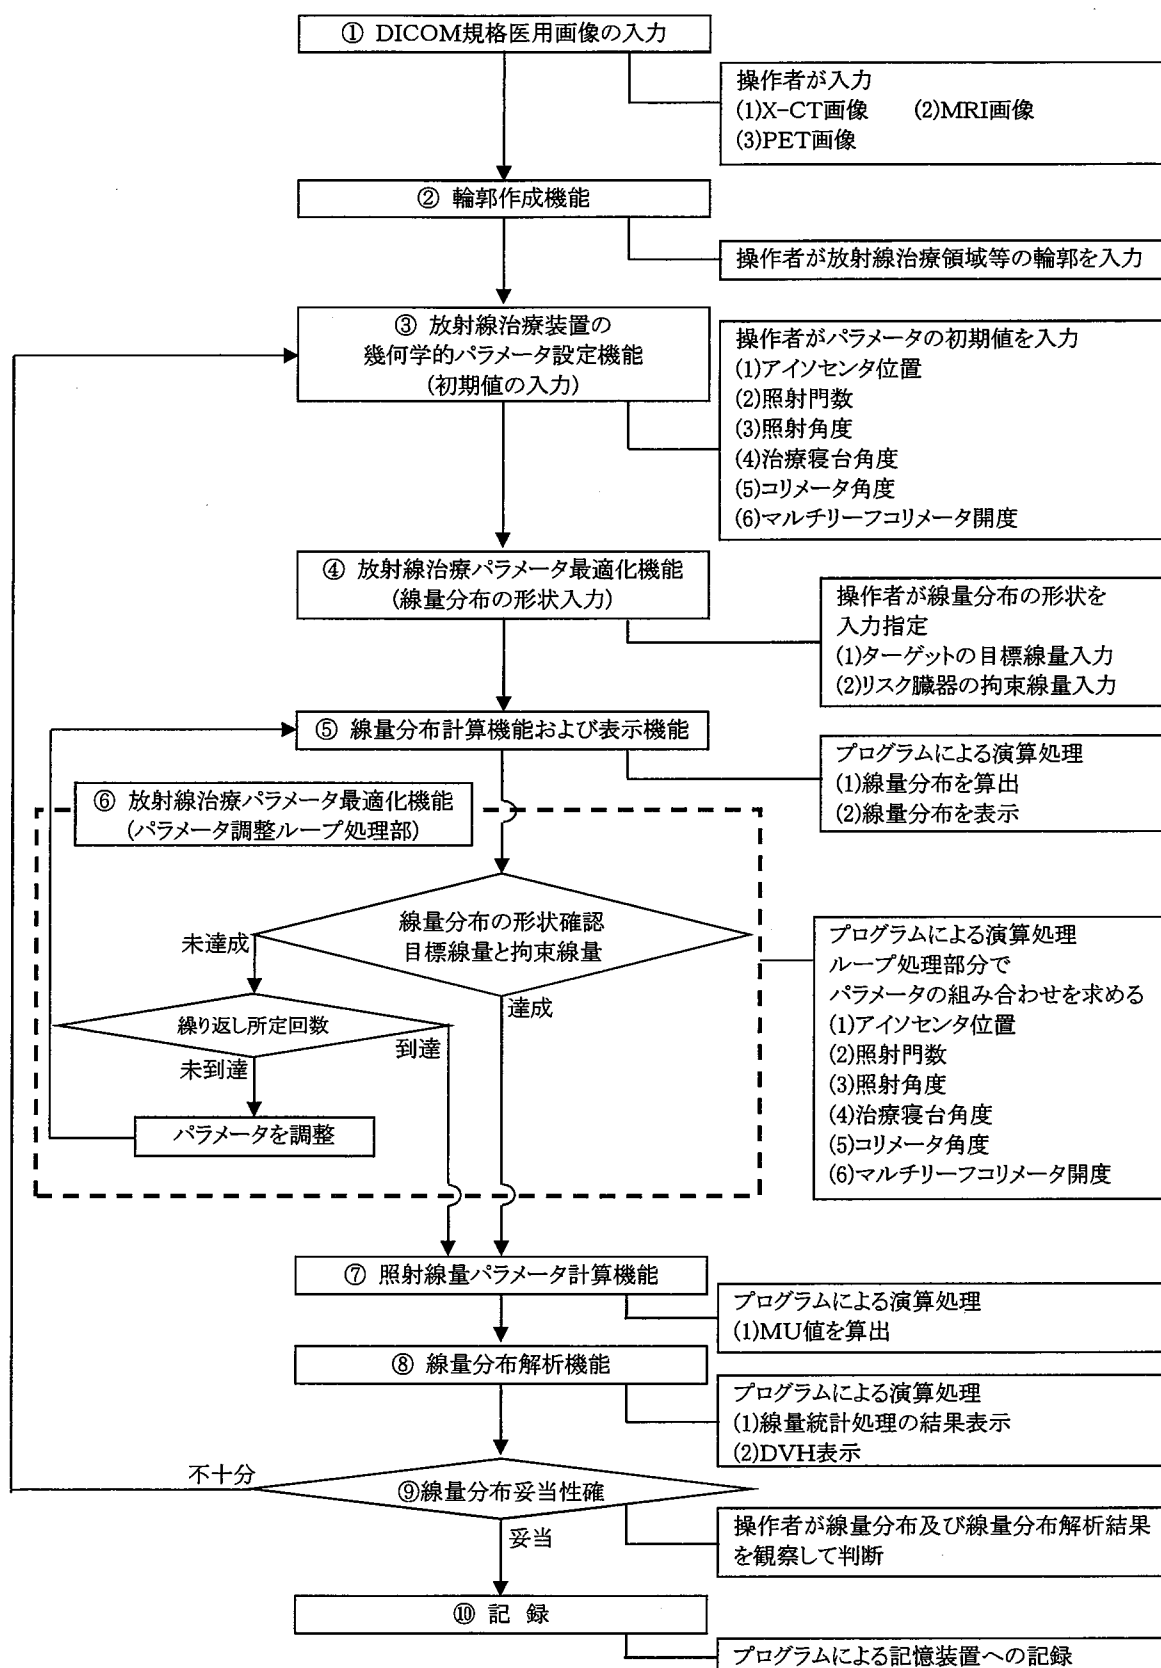 ① DICOM規格医用画像の入力
操作者が入力
(1)X-CT画像 (2)MRI画像
(3)PET画像
② 輪郭作成機能
操作者が放射線治療領域等の輪郭を入力
③ 放射線治療装置の
幾何学的パラメータ設定機能
(初期値の入力)
操作者がパラメータの初期値を入力
(1)アイソセンタ位置
(2)照射門数
(3)照射角度
(4)治療寝台角度
(5)コリメータ角度
(6)マルチリーフコリメータ開度
④ 放射線治療パラメータ最適化機能
(線量分布の形状入力)
操作者が線量分布の形状を
入力指定
(1)ターゲットの目標線量入力
(2)リスク臓器の拘束線量入力
⑤ 線量分布計算機能および表示機能
プログラムによる演算処理
(1)線量分布を算出
(2)線量分布を表示
⑥ 放射線治療パラメータ最適化機能
(パラメータ調整ループ処理部)
線量分布の形状確認
目標線量と拘束線量
未達成
達成
繰り返し所定回数
到達
未到達
パラメータを調整
プログラムによる演算処理
ループ処理部分で
パラメータの組み合わせを求める
(1)アイソセンタ位置
(2)照射門数
(3)照射角度
(4)治療寝台角度
(5)コリメータ角度
(6)マルチリーフコリメータ開度
⑦ 照射線量パラメータ計算機能
プログラムによる演算処理
(1)MU値を算出
⑧ 線量分布解析機能
プログラムによる演算処理
(1)線量統計処理の結果表示
(2)DVH表示
不十分
⑨線量分布妥当性確
妥当
操作者が線量分布及び線量分布解析結果
を観察して判断
⑩ 記 録
プログラムによる記憶装置への記録